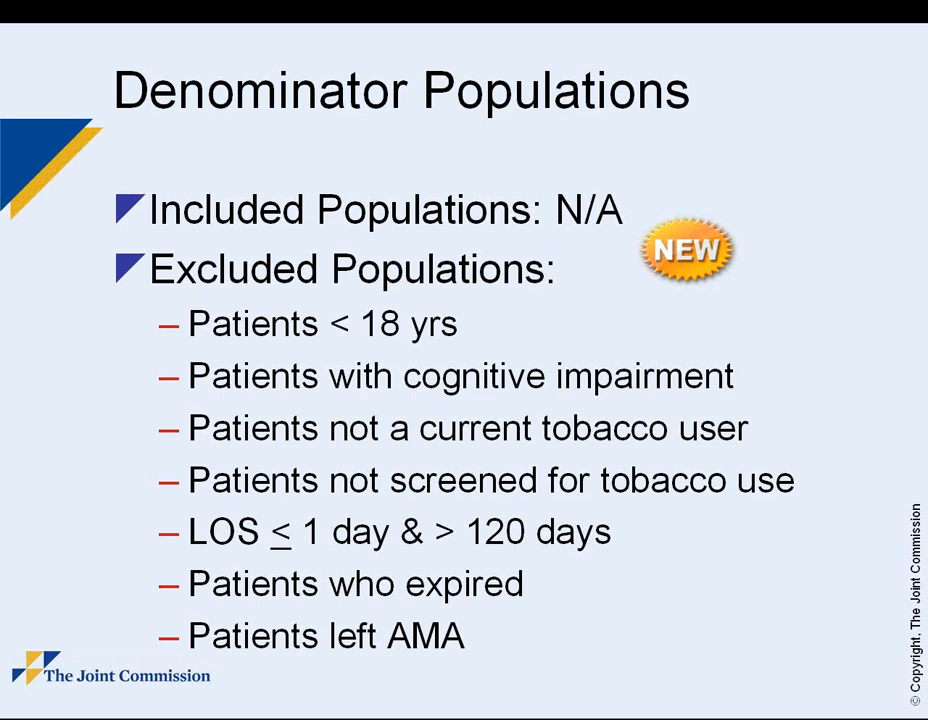 Denominator Populations
Included Populations: N/A
NEW
Excluded Populations:
– Patients < 18 yrs
– Patients with cognitive impairment
– Patients not a current tobacco user
– Patients not screened for tobacco use
– LOS ≤ 1 day & > 120 days
– Patients who expired
– Patients left AMA
The Joint Commission
© Copyright, The Joint Commission